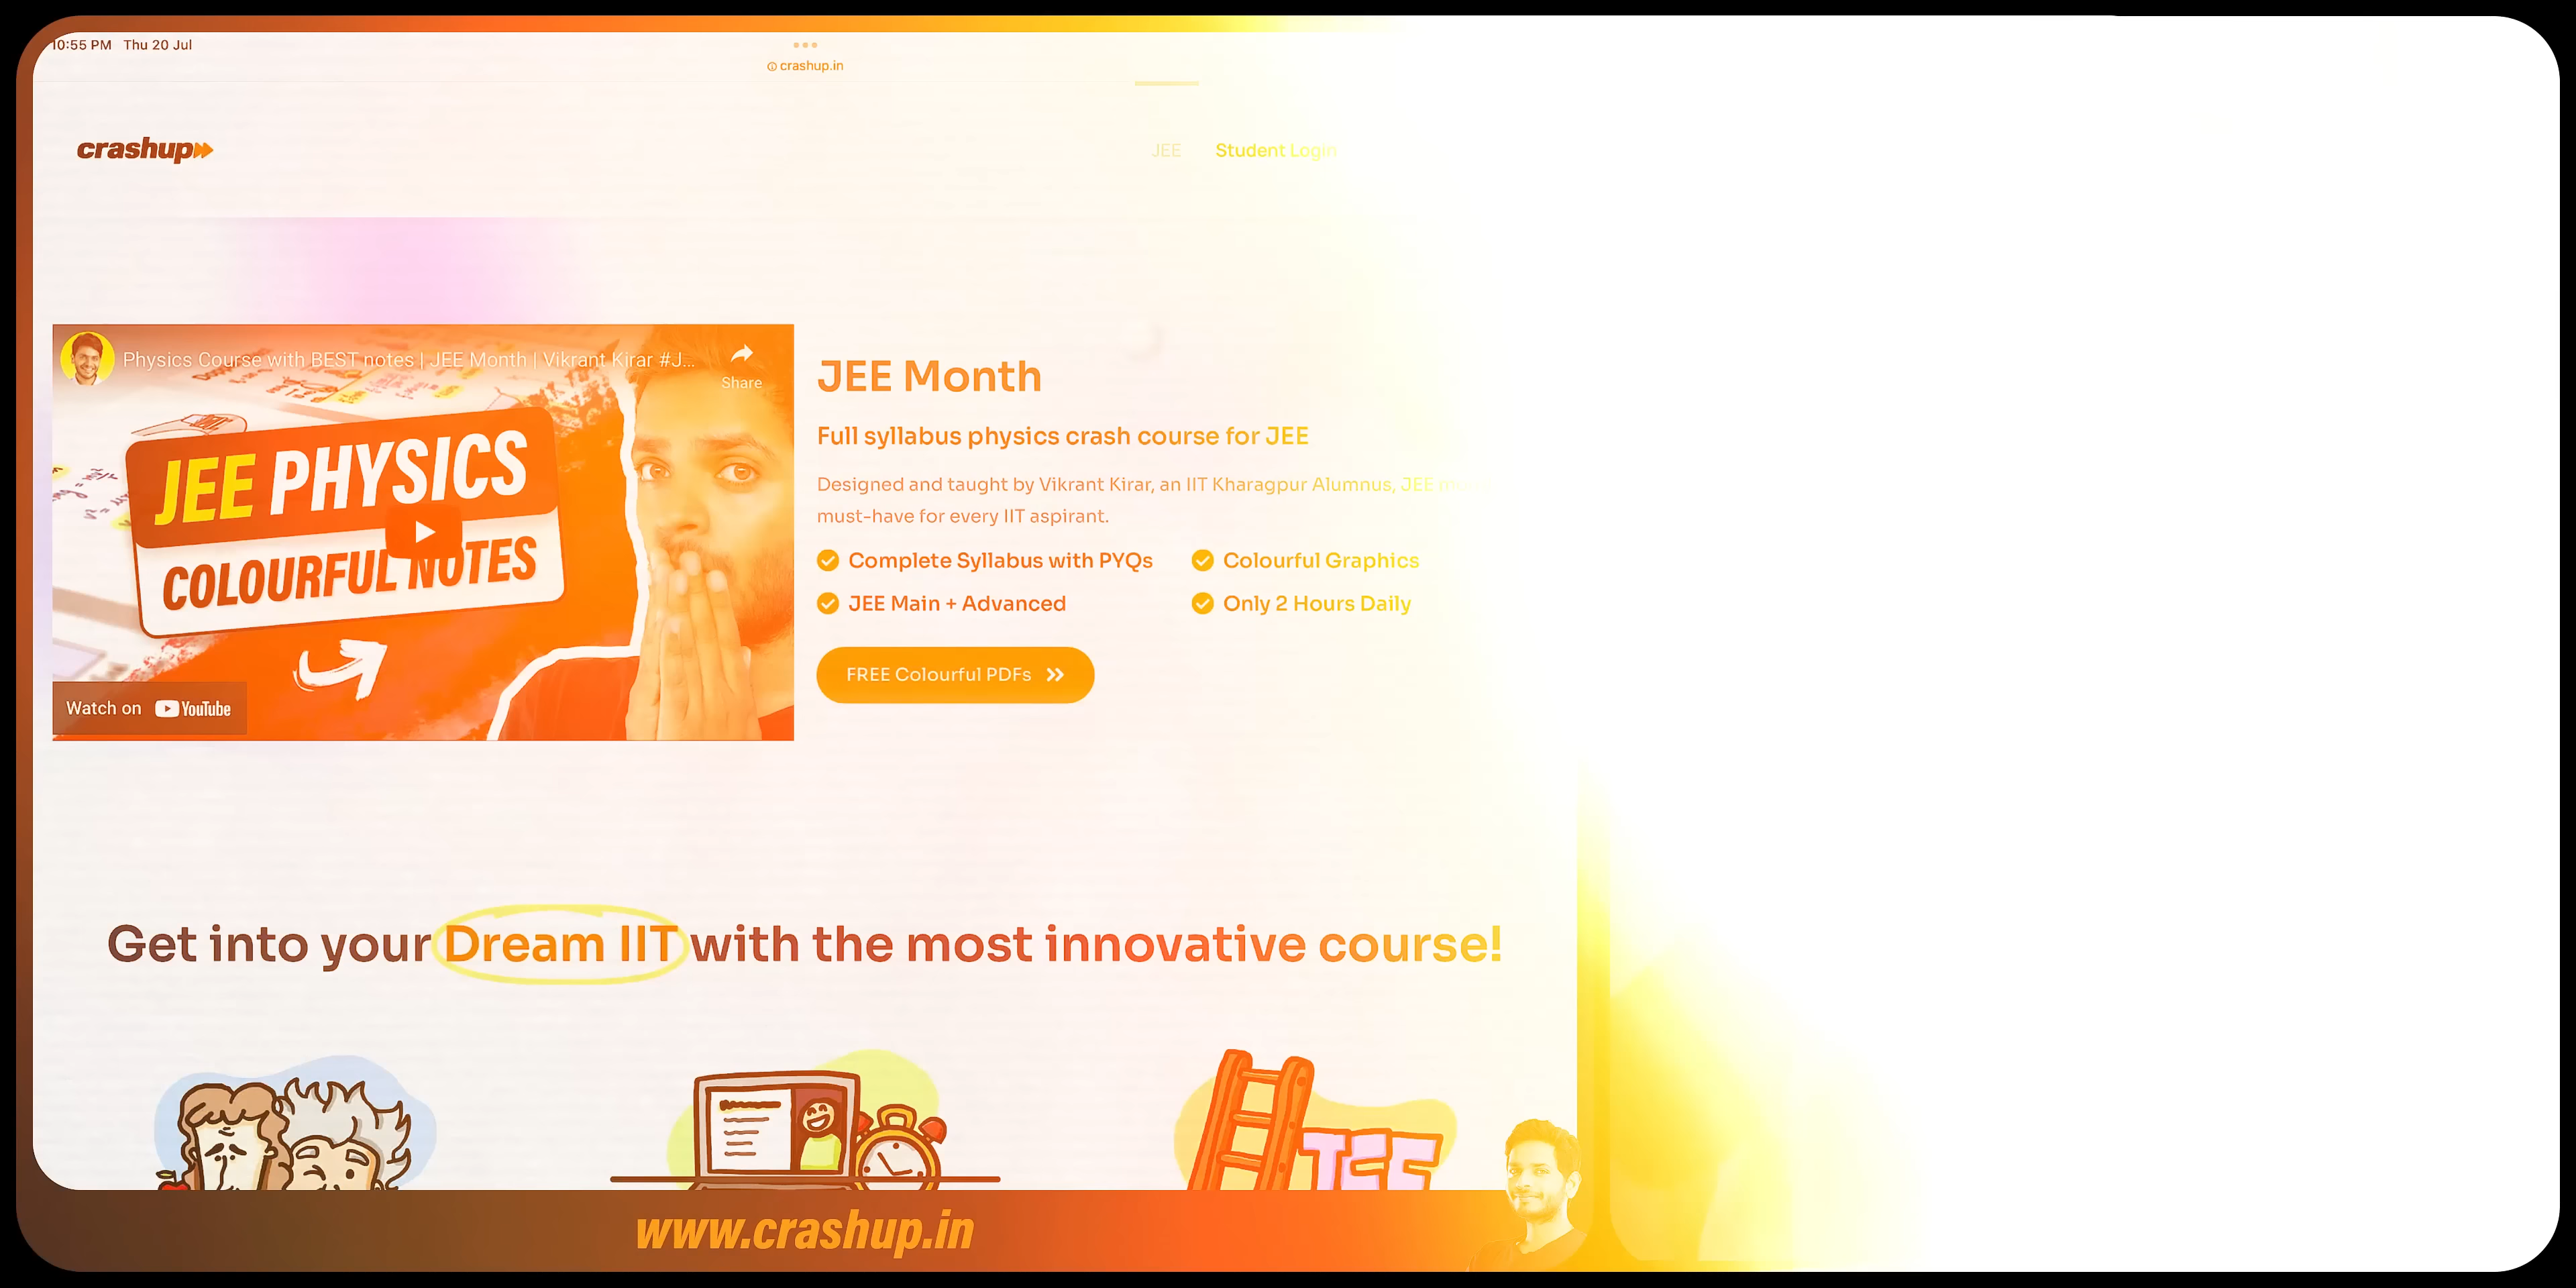 10:55 PM Thu 20 Jul
crashup.in
crashup
JEE Student Login
Physics Course with BEST notes | JEE Month | Vikrant Kirar #J...
Share
JEE PHYSICS
COLOURFUL NOTES
Watch on YouTube
JEE Month
Full syllabus physics crash course for JEE
Designed and taught by Vikrant Kirar, an IIT Kharagpur Alumnus, JEE
must-have for every IIT aspirant.
Complete Syllabus with PYQs
Colourful Graphics
JEE Main + Advanced
Only 2 Hours Daily
FREE Colourful PDFs
Get into your Dream IIT with the most innovative course!
JEE
www.crashup.in